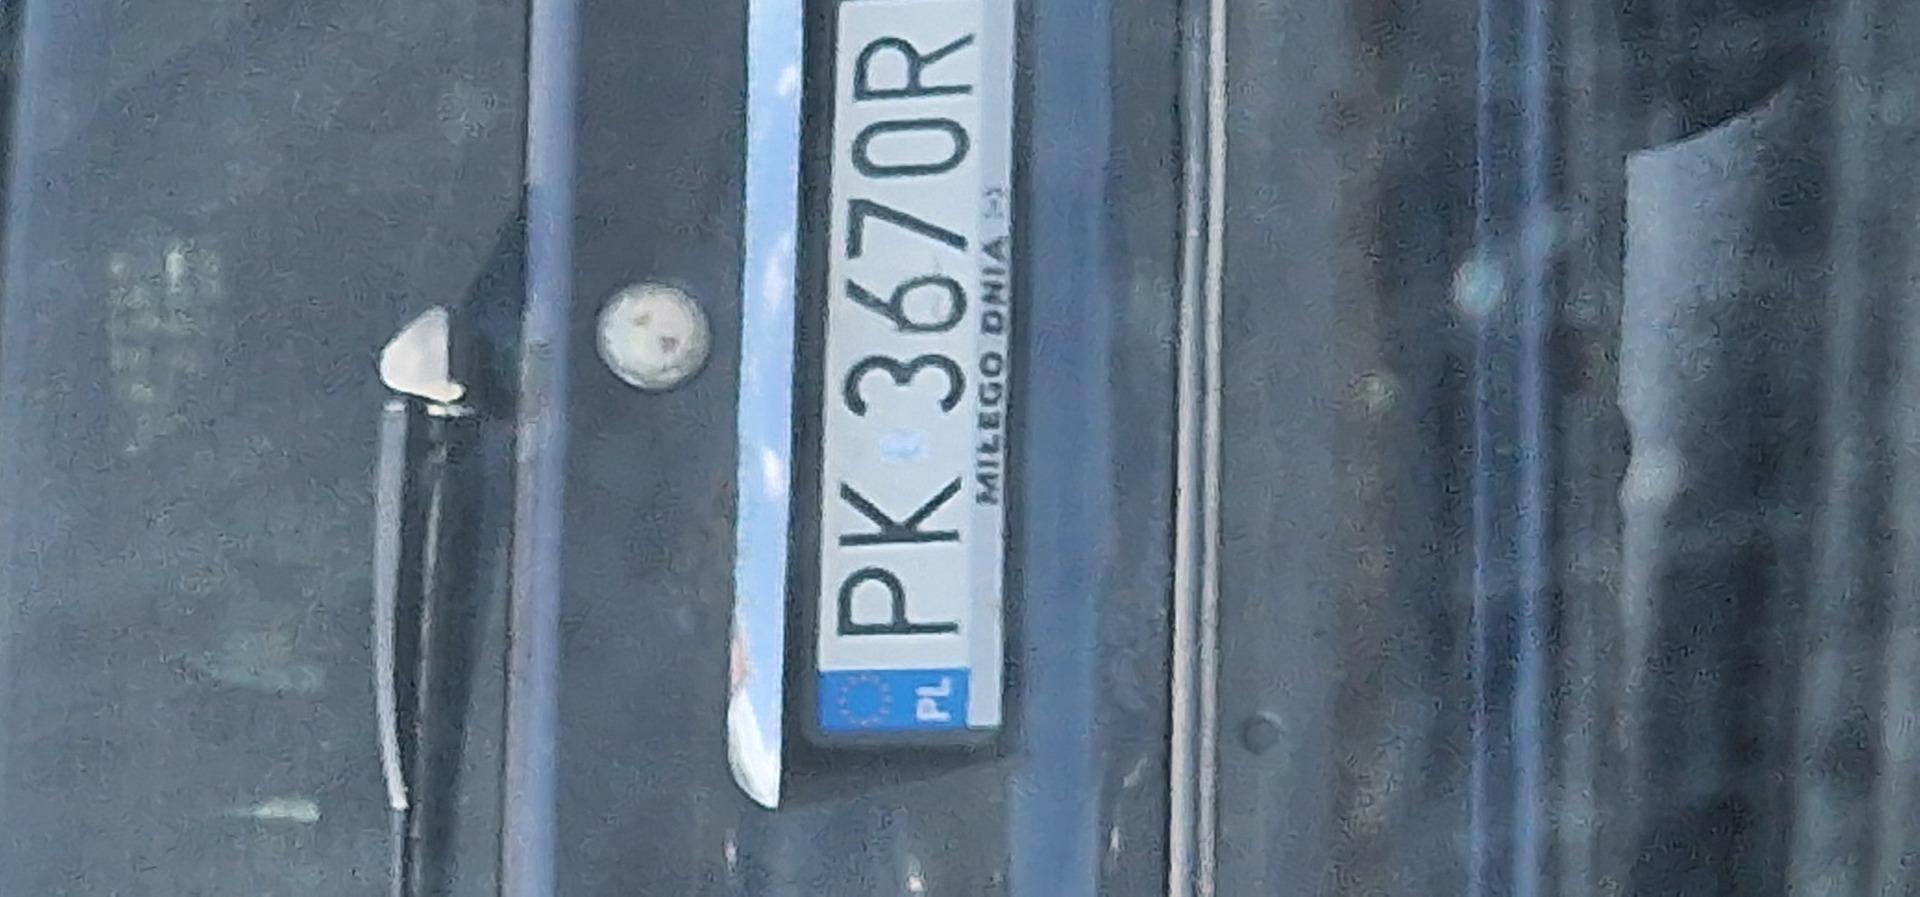 PL
PK 3670R
MIŁEGO DNIA :)